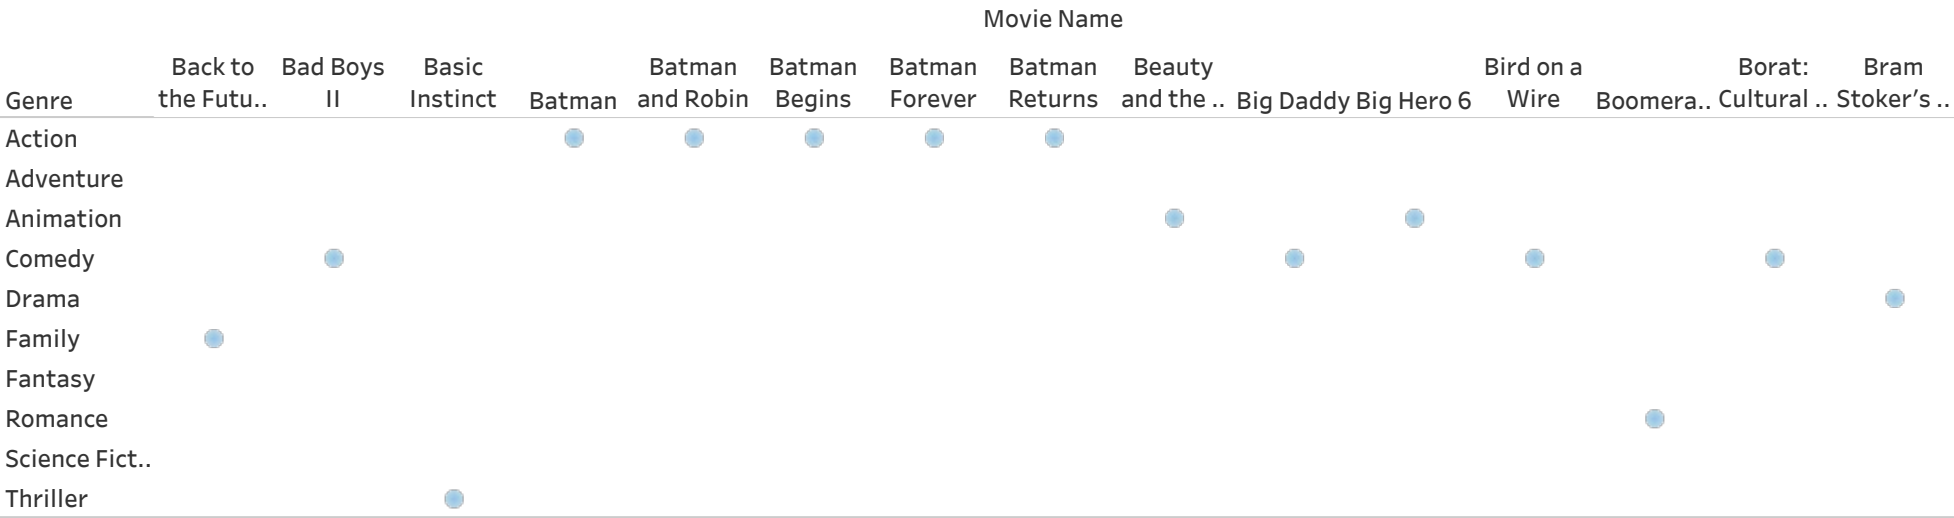 Movie Name
Back to Bad Boys Basic Batman Batman Batman Batman Beauty Bird on a Borat: Bram
Genre the Futu.. II Instinct Batman and Robin Begins Forever Returns and the .. Big Daddy Big Hero 6 Wire Boomera.. Cultural .. Stoker's ..
Action
Adventure
Animation
Comedy
Drama
Family
Fantasy
Romance
Science Fict..
Thriller